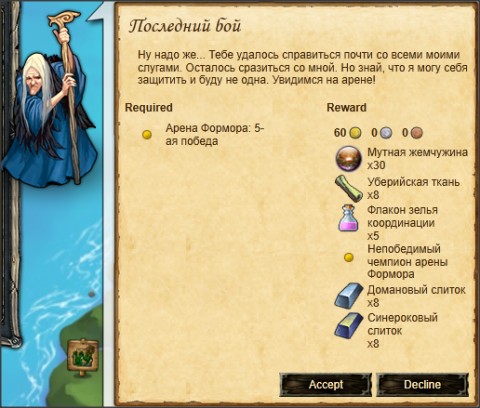 Последний бой
Ну надо же... Тебе удалось справиться почти со всеми моими
слугами. Осталось сразиться со мной. Но знай, что я могу себя
защитить и буду не одна. Увидимся на арене!
Required
Арена Формора: 5-
ая победа
Reward
60 0 0
Мутная жемчужина
x30
Уберийская ткань
x8
Флакон зелья
координации
x5
Непобедимый
чемпион арены
Формора
Домановый слиток
x8
Синероковый
слиток
x8
Accept
Decline